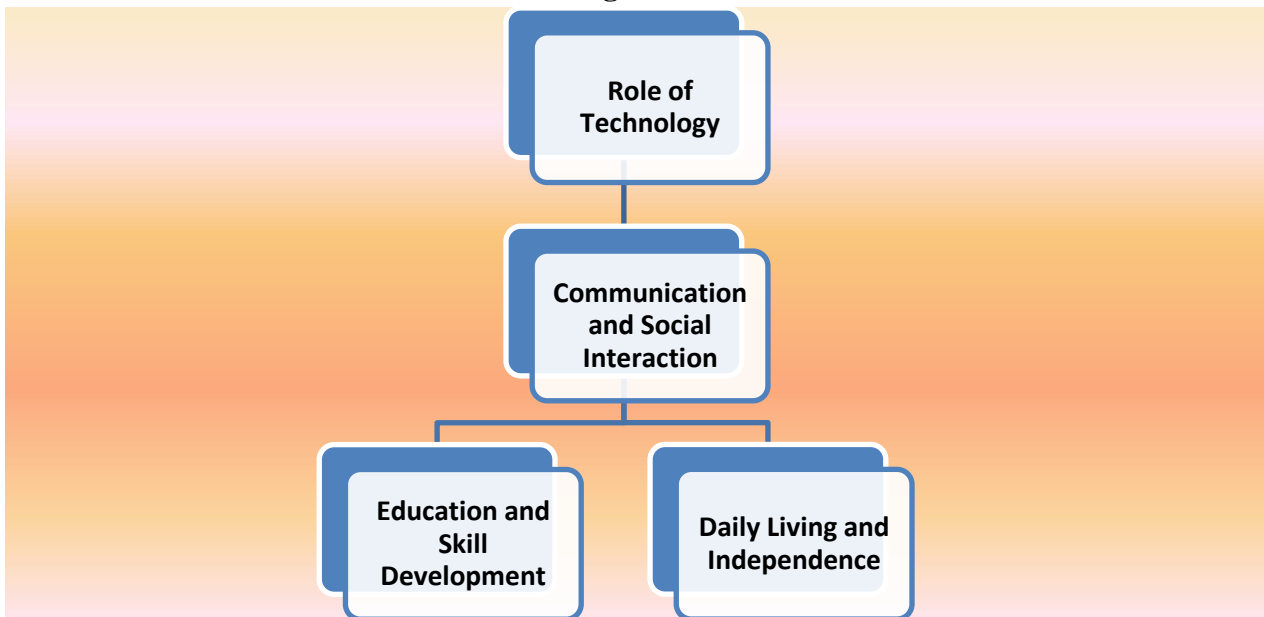 Role of
Technology
Communication
and Social
Interaction
Education and
Skill
Development
Daily Living and
Independence